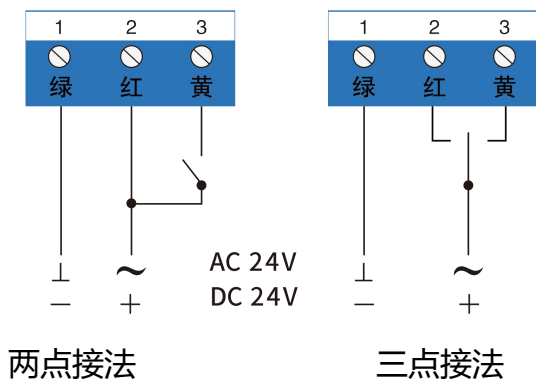 1 2 3
绿 红 黄
1 2 3
绿 红 黄
⊥ ~
− +
AC 24V
DC 24V
⊥ ~
− +
两点接法
三点接法